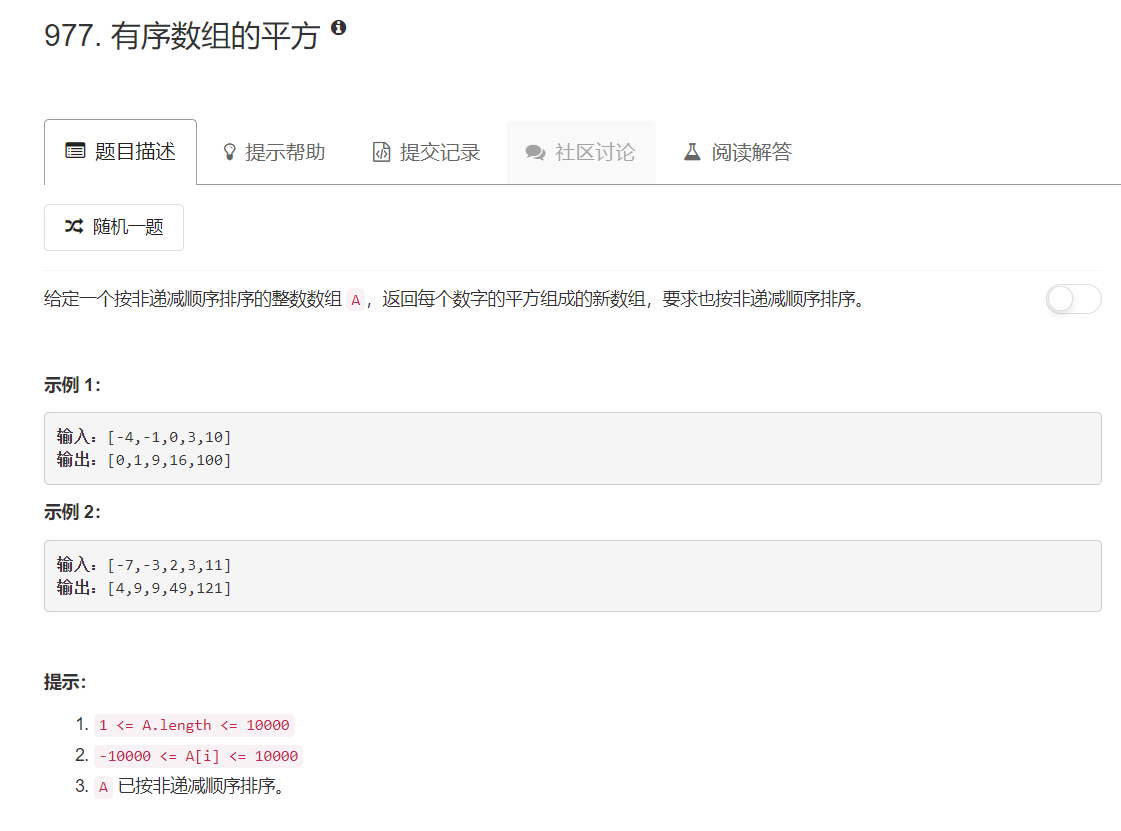 977. 有序数组的平方
题目描述
提示帮助
提交记录
社区讨论
阅读解答
随机一题
给定一个按非递减顺序排序的整数数组 A，返回每个数字的平方组成的新数组，要求也按非递减顺序排序。
示例 1：
输入：[-4,-1,0,3,10]
输出：[0,1,9,16,100]
示例 2：
输入：[-7,-3,2,3,11]
输出：[4,9,9,49,121]
提示：
1. 1 <= A.length <= 10000
2. -10000 <= A[i] <= 10000
3. A 已按非递减顺序排序。